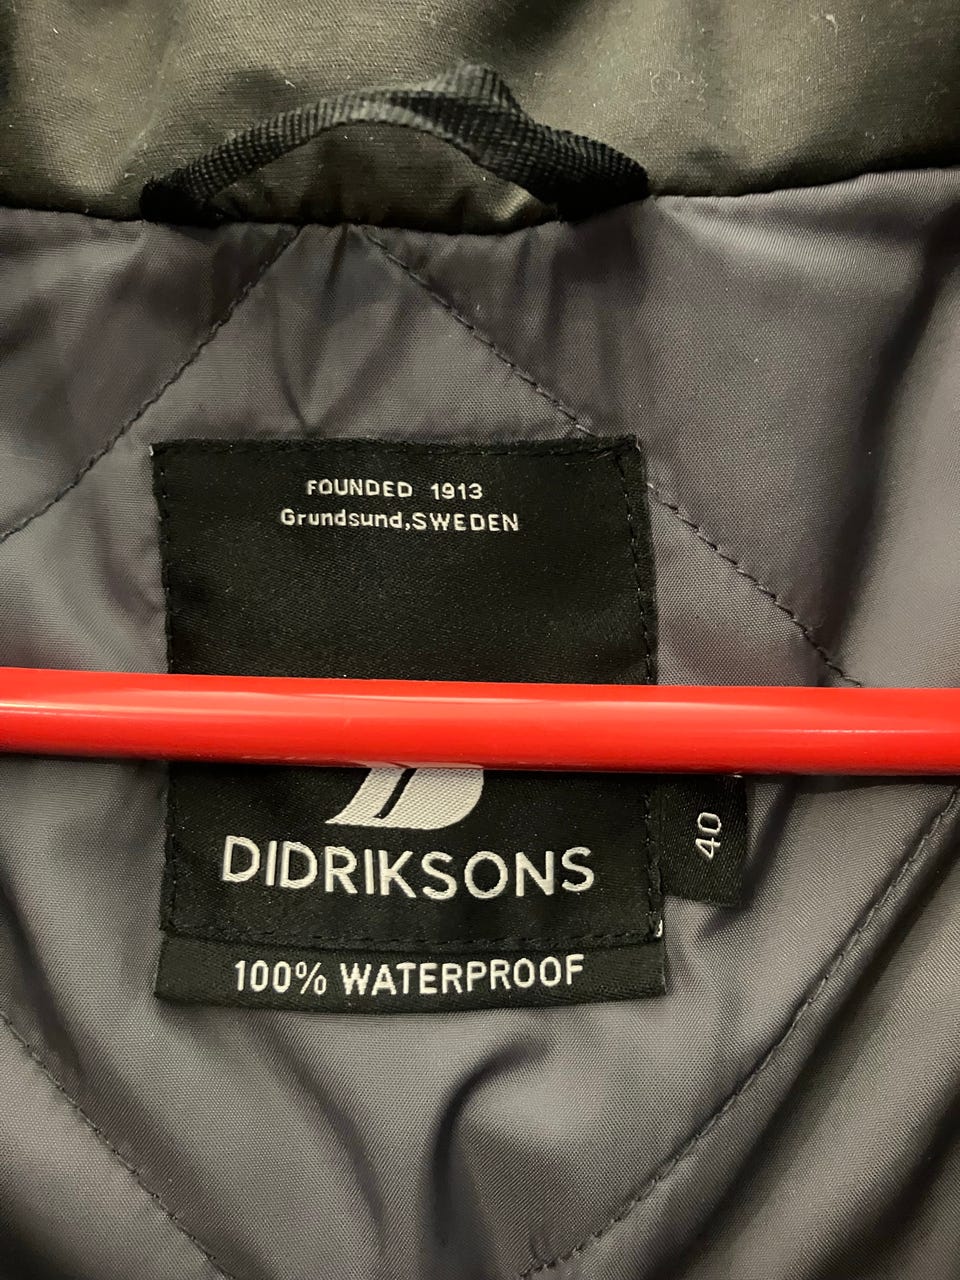 FOUNDED 1913
Grundsund,SWEDEN
DIDRIKSONS
40
100% WATERPROOF